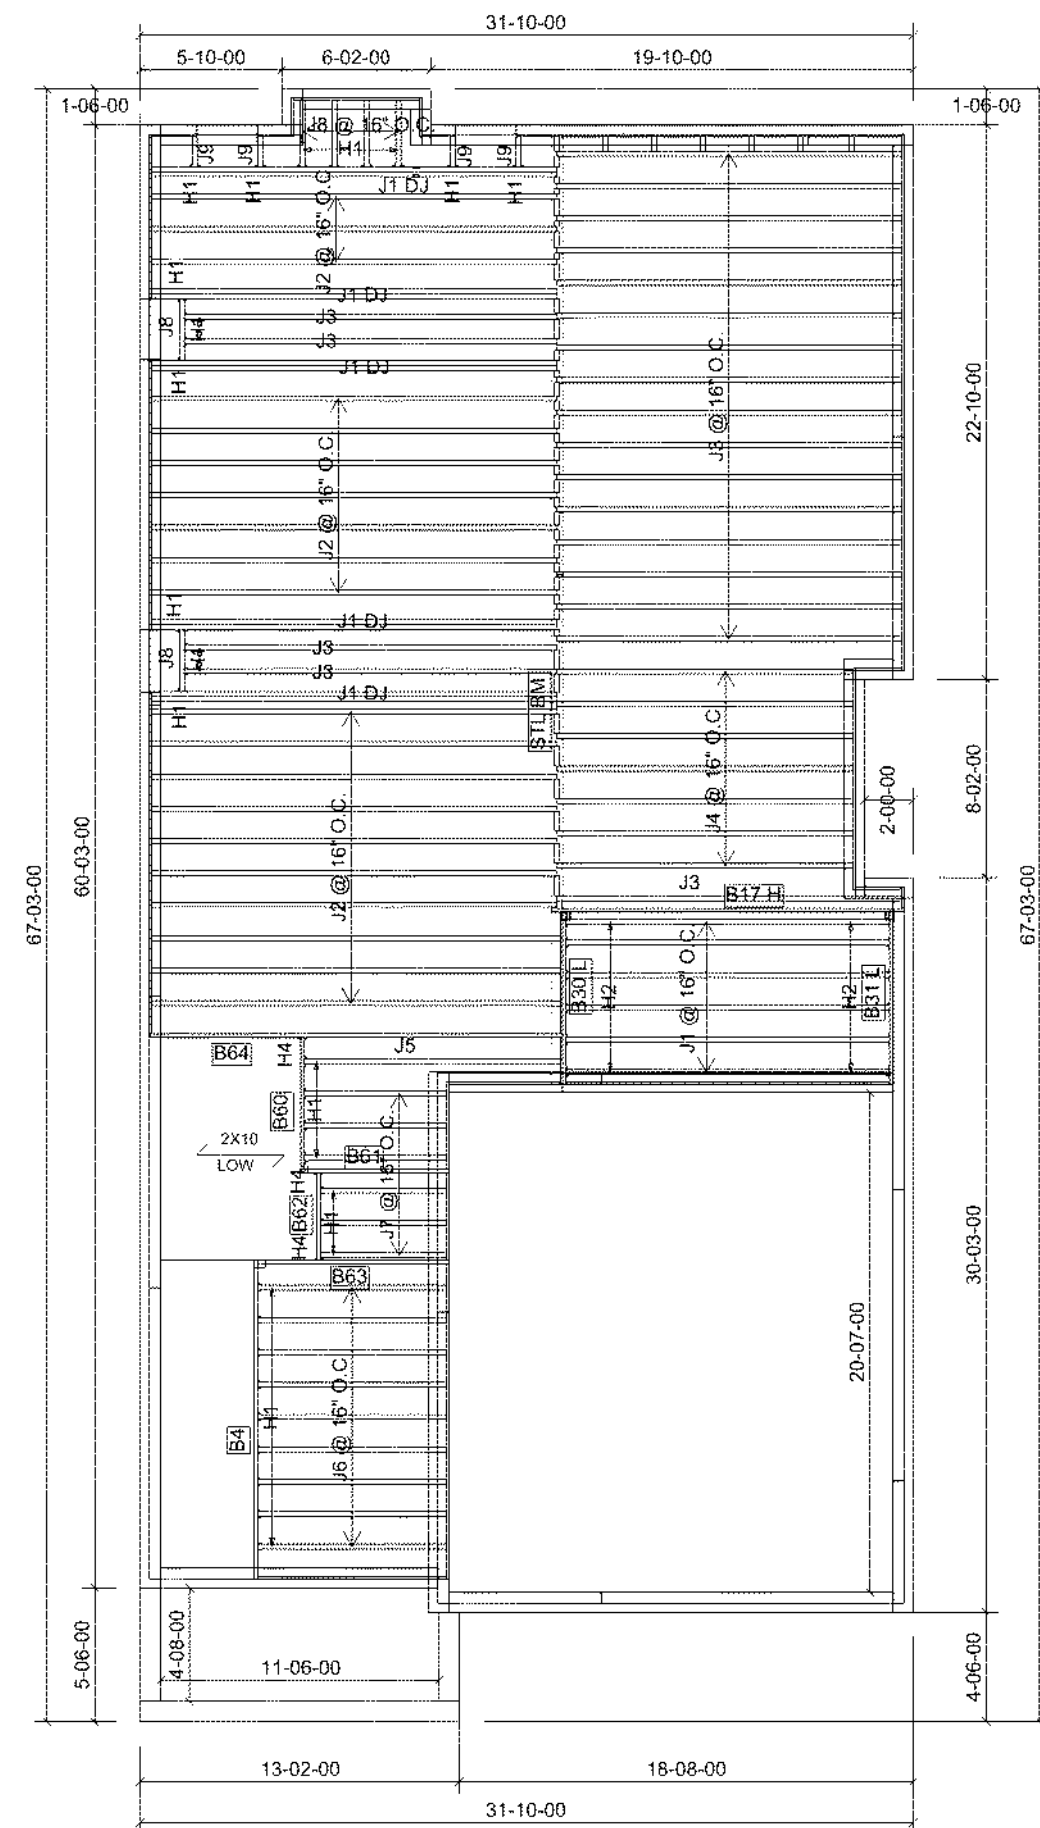 31-10-00
5-10-00
6-02-00
19-10-00
1-06-00
1-06-00
J8 @ 16" O.C.
J9
J9
J9
J9
H1
H1
J1 DJ
H1
H1
J2 @ 16" O.C
H1
J1 DJ
J8
J3
J3
J1 DJ
H1
J3 @ 16" O.C.
22-10-00
J2 @ 16" O.C.
H1
J1 DJ
J8
J3
J3
J1 DJ
H1
STL BM
J4 @ 16" O.C
2-00-00
8-02-00
67-03-00
60-03-00
67-03-00
J2 @ 16" O.C.
J3
B17 H
B30 L
H2
J1 @ 16" O.C.
H2
B31 L
B64
H4
J5
B60
H1
2X10
LOW
B61
J7 @ 16" O.C.
H4
B62
H4
H1
30-03-00
B63
20-07-00
B4
H1
J6 @ 16" O.C
5-06-00
4-08-00
11-06-00
4-06-00
13-02-00
18-08-00
31-10-00